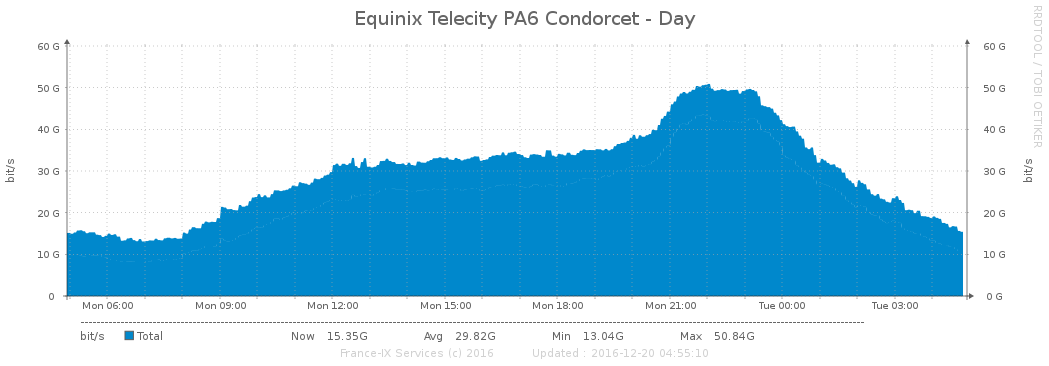 Equinix Telecity PA6 Condorcet - Day
RRDTOOL / TOBI OETIKER
60 G 60 G
50 G 50 G
40 G 40 G
30 G 30 G
20 G 20 G
10 G 10 G
0 0 G
bit/s
bit/s
Mon 06:00 Mon 09:00 Mon 12:00 Mon 15:00 Mon 18:00 Mon 21:00 Tue 00:00 Tue 03:00
bit/s Total Now 15.35G Avg 29.82G Min 13.04G Max 50.84G
France-IX Services (c) 2016 Updated : 2016-12-20 04:55:10